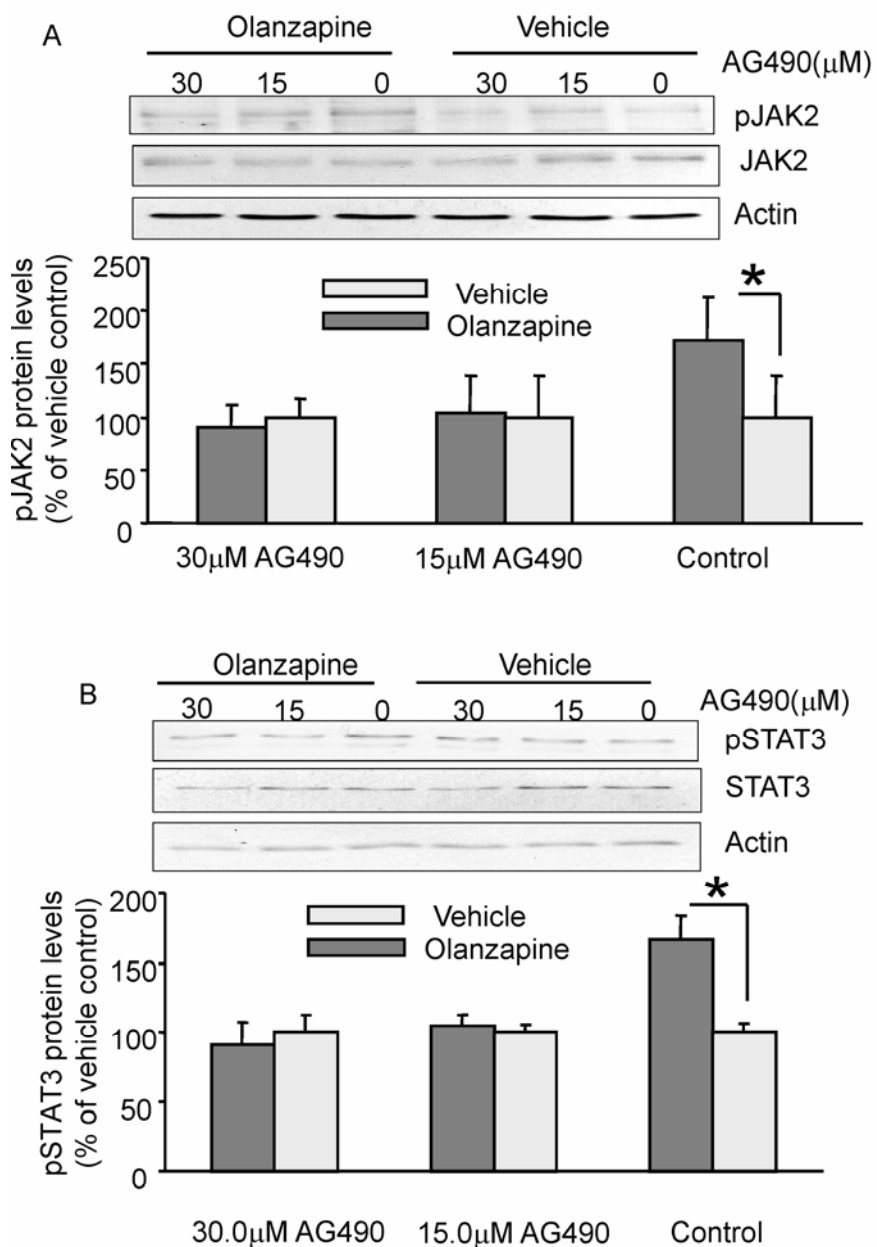 A
Olanzapine Vehicle
30 15 0 30 15 0 AG490(μM)
pJAK2
JAK2
Actin
pJAK2 protein levels
(% of vehicle control)
250
200
150
100
50
0
Vehicle
Olanzapine
*
30μM AG490 15μM AG490 Control
B
Olanzapine Vehicle
30 15 0 30 15 0 AG490(μM)
pSTAT3
STAT3
Actin
pSTAT3 protein levels
(% of vehicle control)
200
150
100
50
0
Vehicle
Olanzapine
*
30.0μM AG490 15.0μM AG490 Control